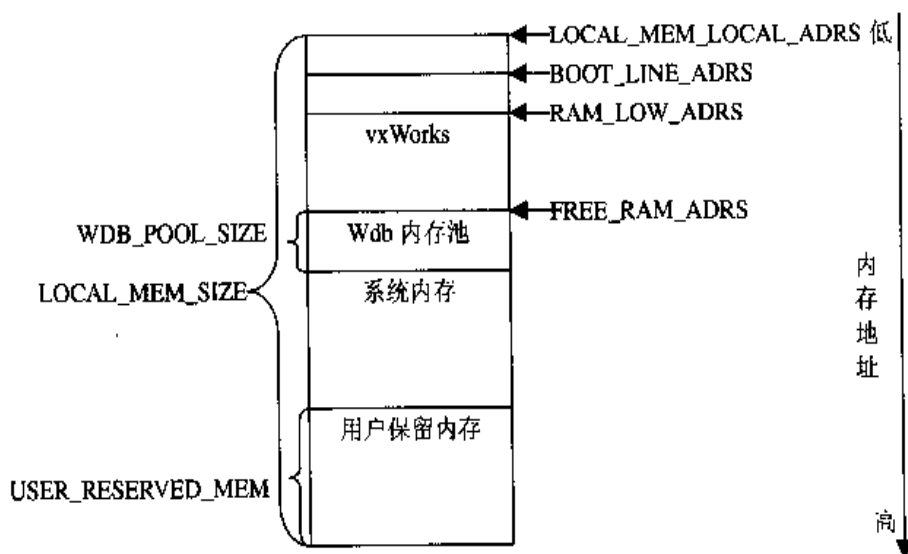 LOCAL_MEM_LOCAL_ADRS 低
BOOT_LINE_ADRS
RAM_LOW_ADRS
vxWorks
FREE_RAM_ADRS
WDB_POOL_SIZE
Wdb 内存池
LOCAL_MEM_SIZE
系统内存
内存地址
用户保留内存
USER_RESERVED_MEM
高